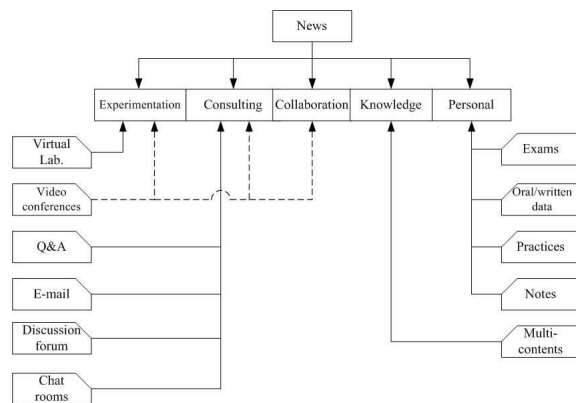 News
Experimentation
Consulting
Collaboration
Knowledge
Personal
Virtual
Lab.
Video
conferences
Q&A
E-mail
Discussion
forum
Chat
rooms
Exams
Oral/written
data
Practices
Notes
Multi-
contents